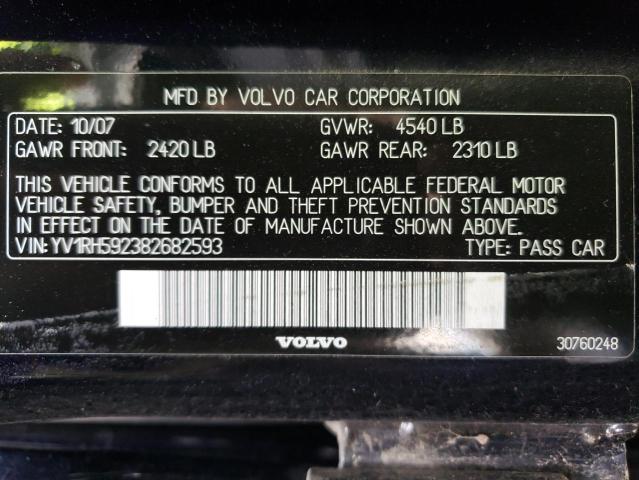 MFD. BY VOLVO CAR CORPORATION
DATE: 10/07 GVWR: 4540 LB
GAWR FRONT: 2420 LB GAWR REAR: 2310 LB
THIS VEHICLE CONFORMS TO ALL APPLICABLE FEDERAL MOTOR
VEHICLE SAFETY, BUMPER AND THEFT PREVENTION STANDARDS
IN EFFECT ON THE DATE OF MANUFACTURE SHOWN ABOVE.
VIN: YV1RH592382682593 TYPE: PASS CAR
VOLVO 30760248